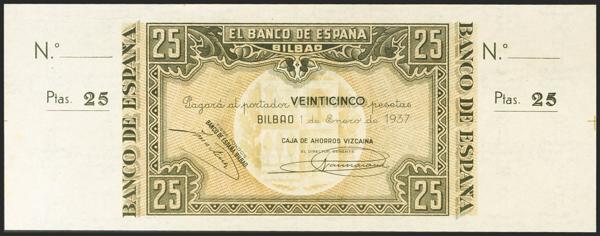 N.º
Ptas. 25
BANCO DE ESPAÑA
25
EL BANCO DE ESPAÑA
BILBAO
25
Pagará al portador VEINTICINCO pesetas
BILBAO 1 de Enero de 1937
CAJA DE AHORROS VIZCAINA
EL DIRECTOR GERENTE
BANCO DE ESPAÑA BILBAO
25
25
BANCO DE ESPAÑA
N.º
Ptas. 25